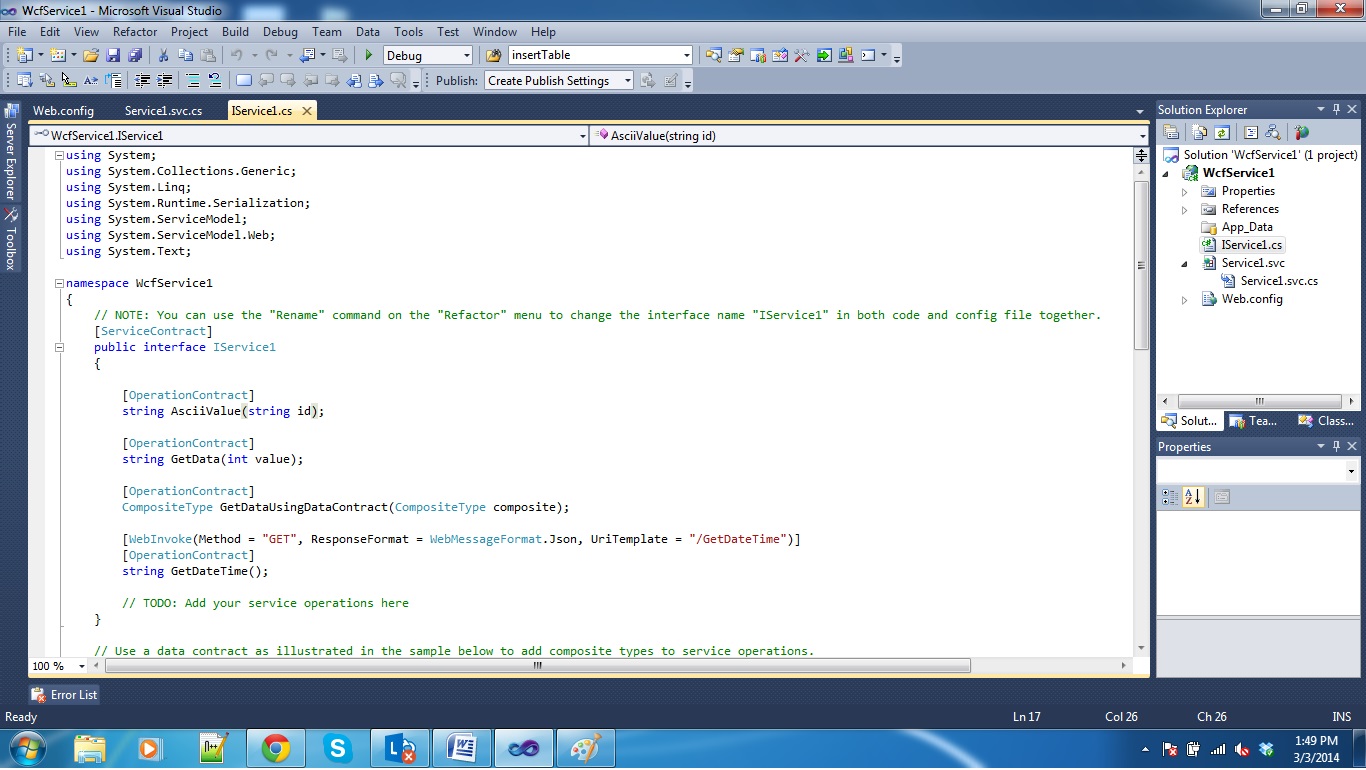 WcfService1 - Microsoft Visual Studio
File Edit View Refactor Project Build Debug Team Data Tools Test Window Help
Debug insertTable
Publish: Create Publish Settings
Server Explorer
Toolbox
Web.config Service1.svc.cs IService1.cs
WcfService1.IService1 AsciiValue(string id)
using System;
using System.Collections.Generic;
using System.Linq;
using System.Runtime.Serialization;
using System.ServiceModel;
using System.ServiceModel.Web;
using System.Text;
namespace WcfService1
{
// NOTE: You can use the "Rename" command on the "Refactor" menu to change the interface name "IService1" in both code and config file together.
[ServiceContract]
public interface IService1
{
[OperationContract]
string AsciiValue(string id);
[OperationContract]
string GetData(int value);
[OperationContract]
CompositeType GetDataUsingDataContract(CompositeType composite);
[WebInvoke(Method = "GET", ResponseFormat = WebMessageFormat.Json, UriTemplate = "/GetDateTime")]
[OperationContract]
string GetDateTime();
// TODO: Add your service operations here
}
// Use a data contract as illustrated in the sample below to add composite types to service operations.
100 %
Solution Explorer
Solution 'WcfService1' (1 project)
WcfService1
Properties
References
App_Data
IService1.cs
Service1.svc
Service1.svc.cs
Web.config
Solut... Tea... Class...
Properties
Error List
Ready Ln 17 Col 26 Ch 26 INS
1:49 PM
3/3/2014